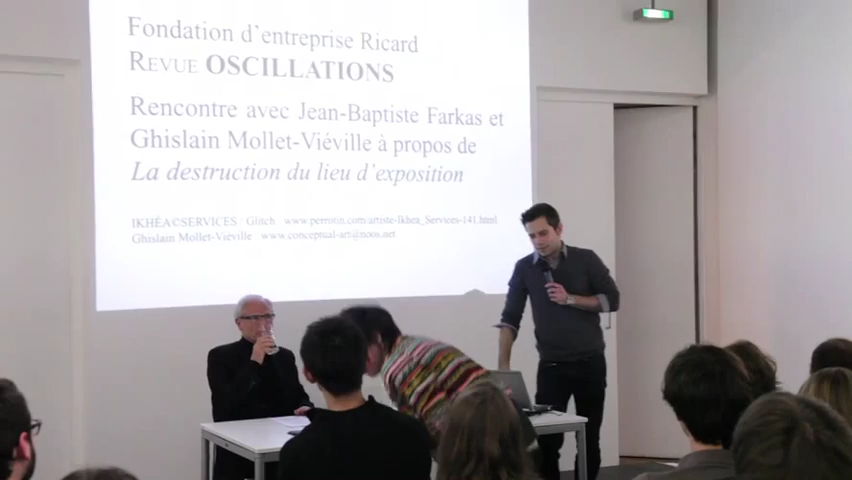 Fondation d'entreprise Ricard
REVUE OSCILLATIONS
Rencontre avec Jean-Baptiste Farkas et
Ghislain Mollet-Viéville à propos de
La destruction du lieu d'exposition
IKHÉA©SERVICES / Glitch www.perrotin.com/artiste-Ikhea_Services-141.html
Ghislain Mollet-Viéville www.conceptual-art@noos.net